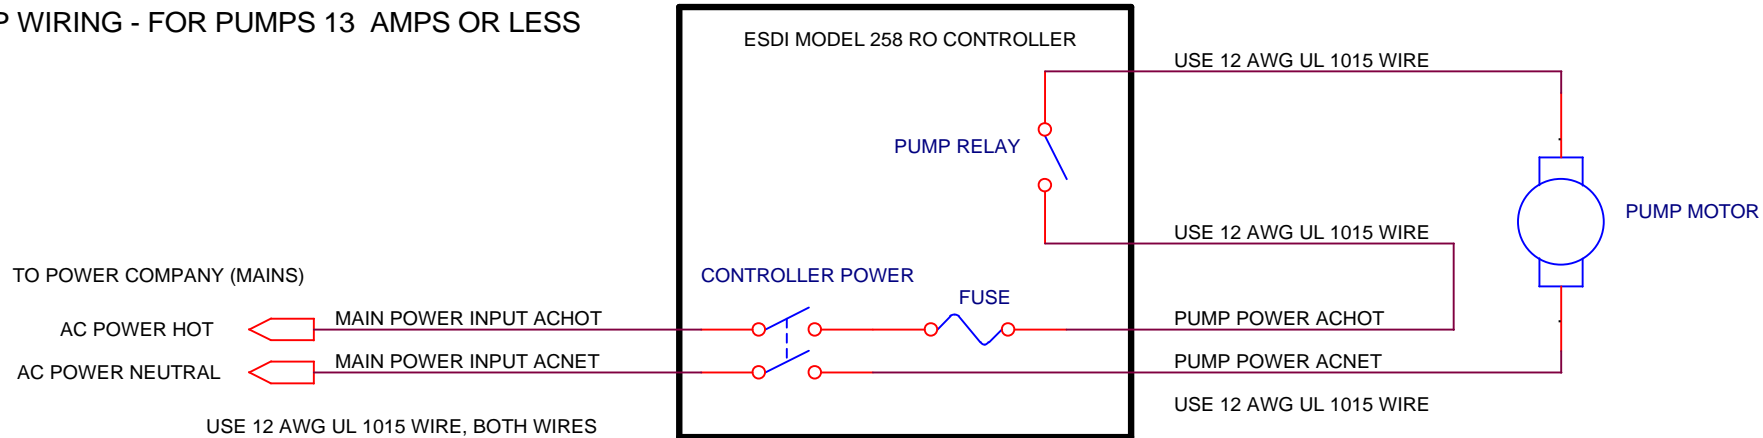 P WIRING - FOR PUMPS 13 AMPS OR LESS
ESDI MODEL 258 RO CONTROLLER
USE 12 AWG UL 1015 WIRE
PUMP RELAY
PUMP MOTOR
USE 12 AWG UL 1015 WIRE
TO POWER COMPANY (MAINS)
CONTROLLER POWER
FUSE
AC POWER HOT
MAIN POWER INPUT ACHOT
PUMP POWER ACHOT
AC POWER NEUTRAL
MAIN POWER INPUT ACNET
PUMP POWER ACNET
USE 12 AWG UL 1015 WIRE
USE 12 AWG UL 1015 WIRE, BOTH WIRES